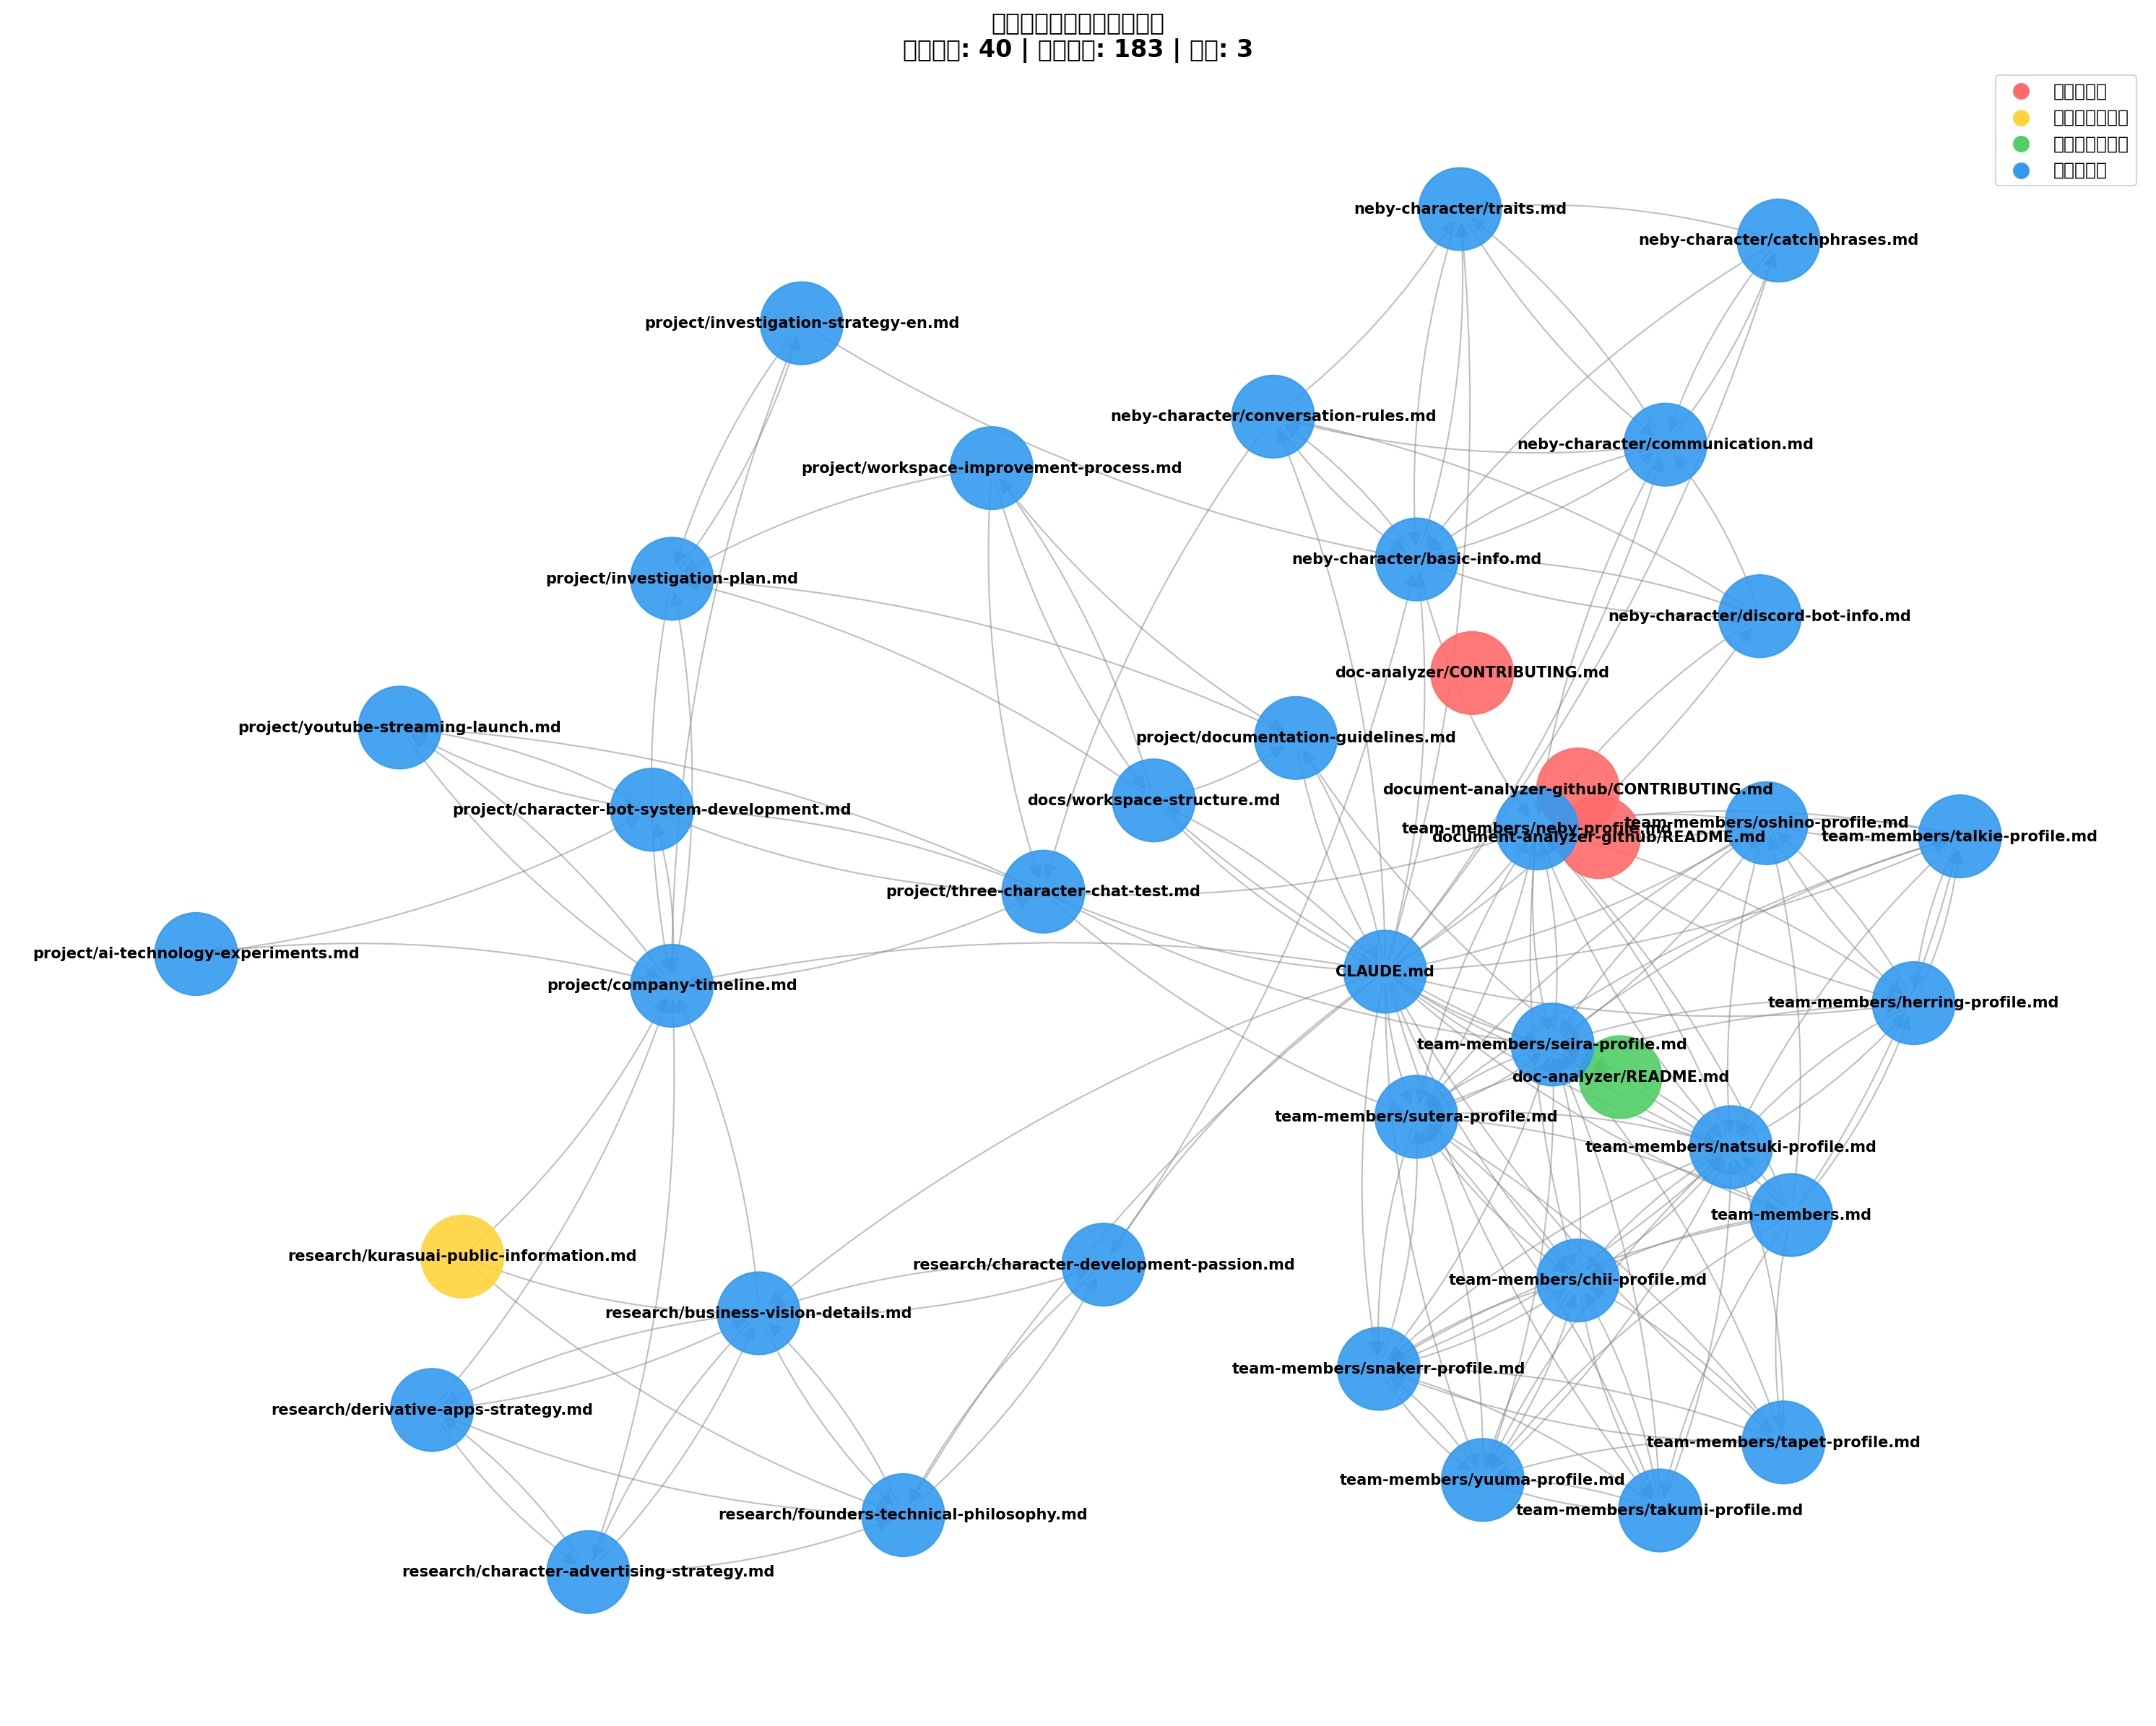 : 40 | : 183 | : 3
neby-character/traits.md
neby-character/catchphrases.md
project/investigation-strategy-en.md
neby-character/conversation-rules.md
neby-character/communication.md
project/workspace-improvement-process.md
neby-character/basic-info.md
project/investigation-plan.md
neby-character/discord-bot-info.md
doc-analyzer/CONTRIBUTING.md
project/youtube-streaming-launch.md
project/documentation-guidelines.md
document-analyzer-github/CONTRIBUTING.md
docs/workspace-structure.md
project/character-bot-system-development.md
team-members/oshino-profile.md
team-members/neby-profile.md
document-analyzer-github/README.md
team-members/talkie-profile.md
project/three-character-chat-test.md
project/ai-technology-experiments.md
CLAUDE.md
project/company-timeline.md
team-members/herring-profile.md
team-members/seira-profile.md
doc-analyzer/README.md
team-members/sutera-profile.md
team-members/natsuki-profile.md
team-members.md
research/kurasuai-public-information.md
research/character-development-passion.md
team-members/chii-profile.md
research/business-vision-details.md
team-members/snakerr-profile.md
research/derivative-apps-strategy.md
team-members/tapet-profile.md
team-members/yuuma-profile.md
team-members/takumi-profile.md
research/founders-technical-philosophy.md
research/character-advertising-strategy.md